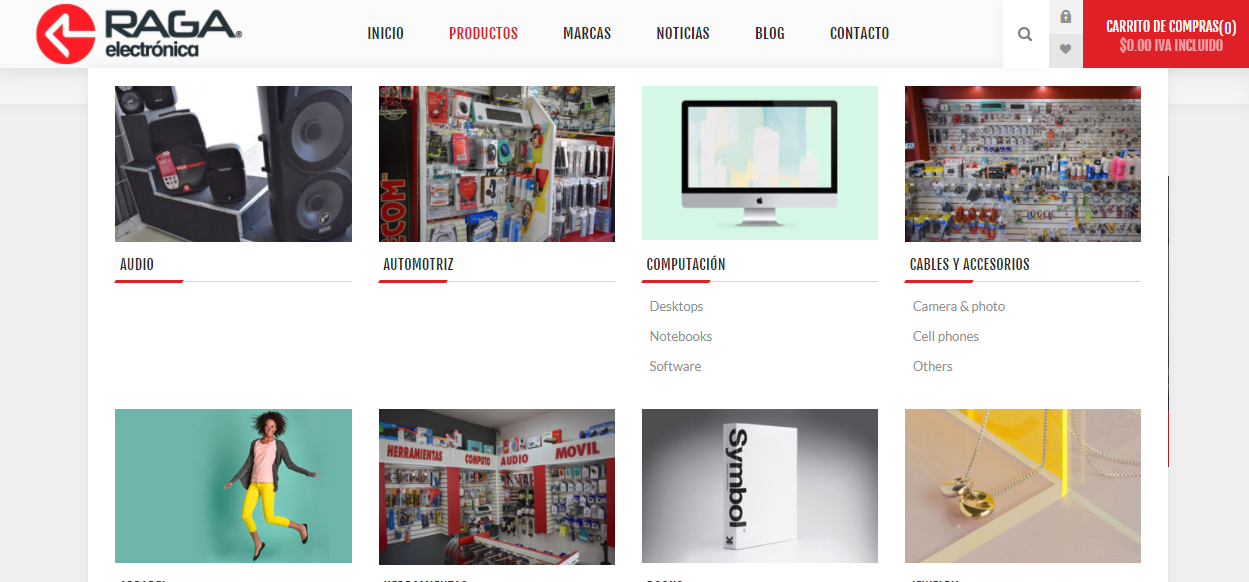 RAGA®
electrónica
INICIO
PRODUCTOS
MARCAS
NOTICIAS
BLOG
CONTACTO
CARRITO DE COMPRAS(0)
$0.00 IVA INCLUIDO
ECOM
AUDIO
AUTOMOTRIZ
COMPUTACIÓN
CABLES Y ACCESORIOS
Desktops
Notebooks
Software
Camera & photo
Cell phones
Others
HERRAMIENTAS
COMPUTO
AUDIO
MOVIL
Symbol